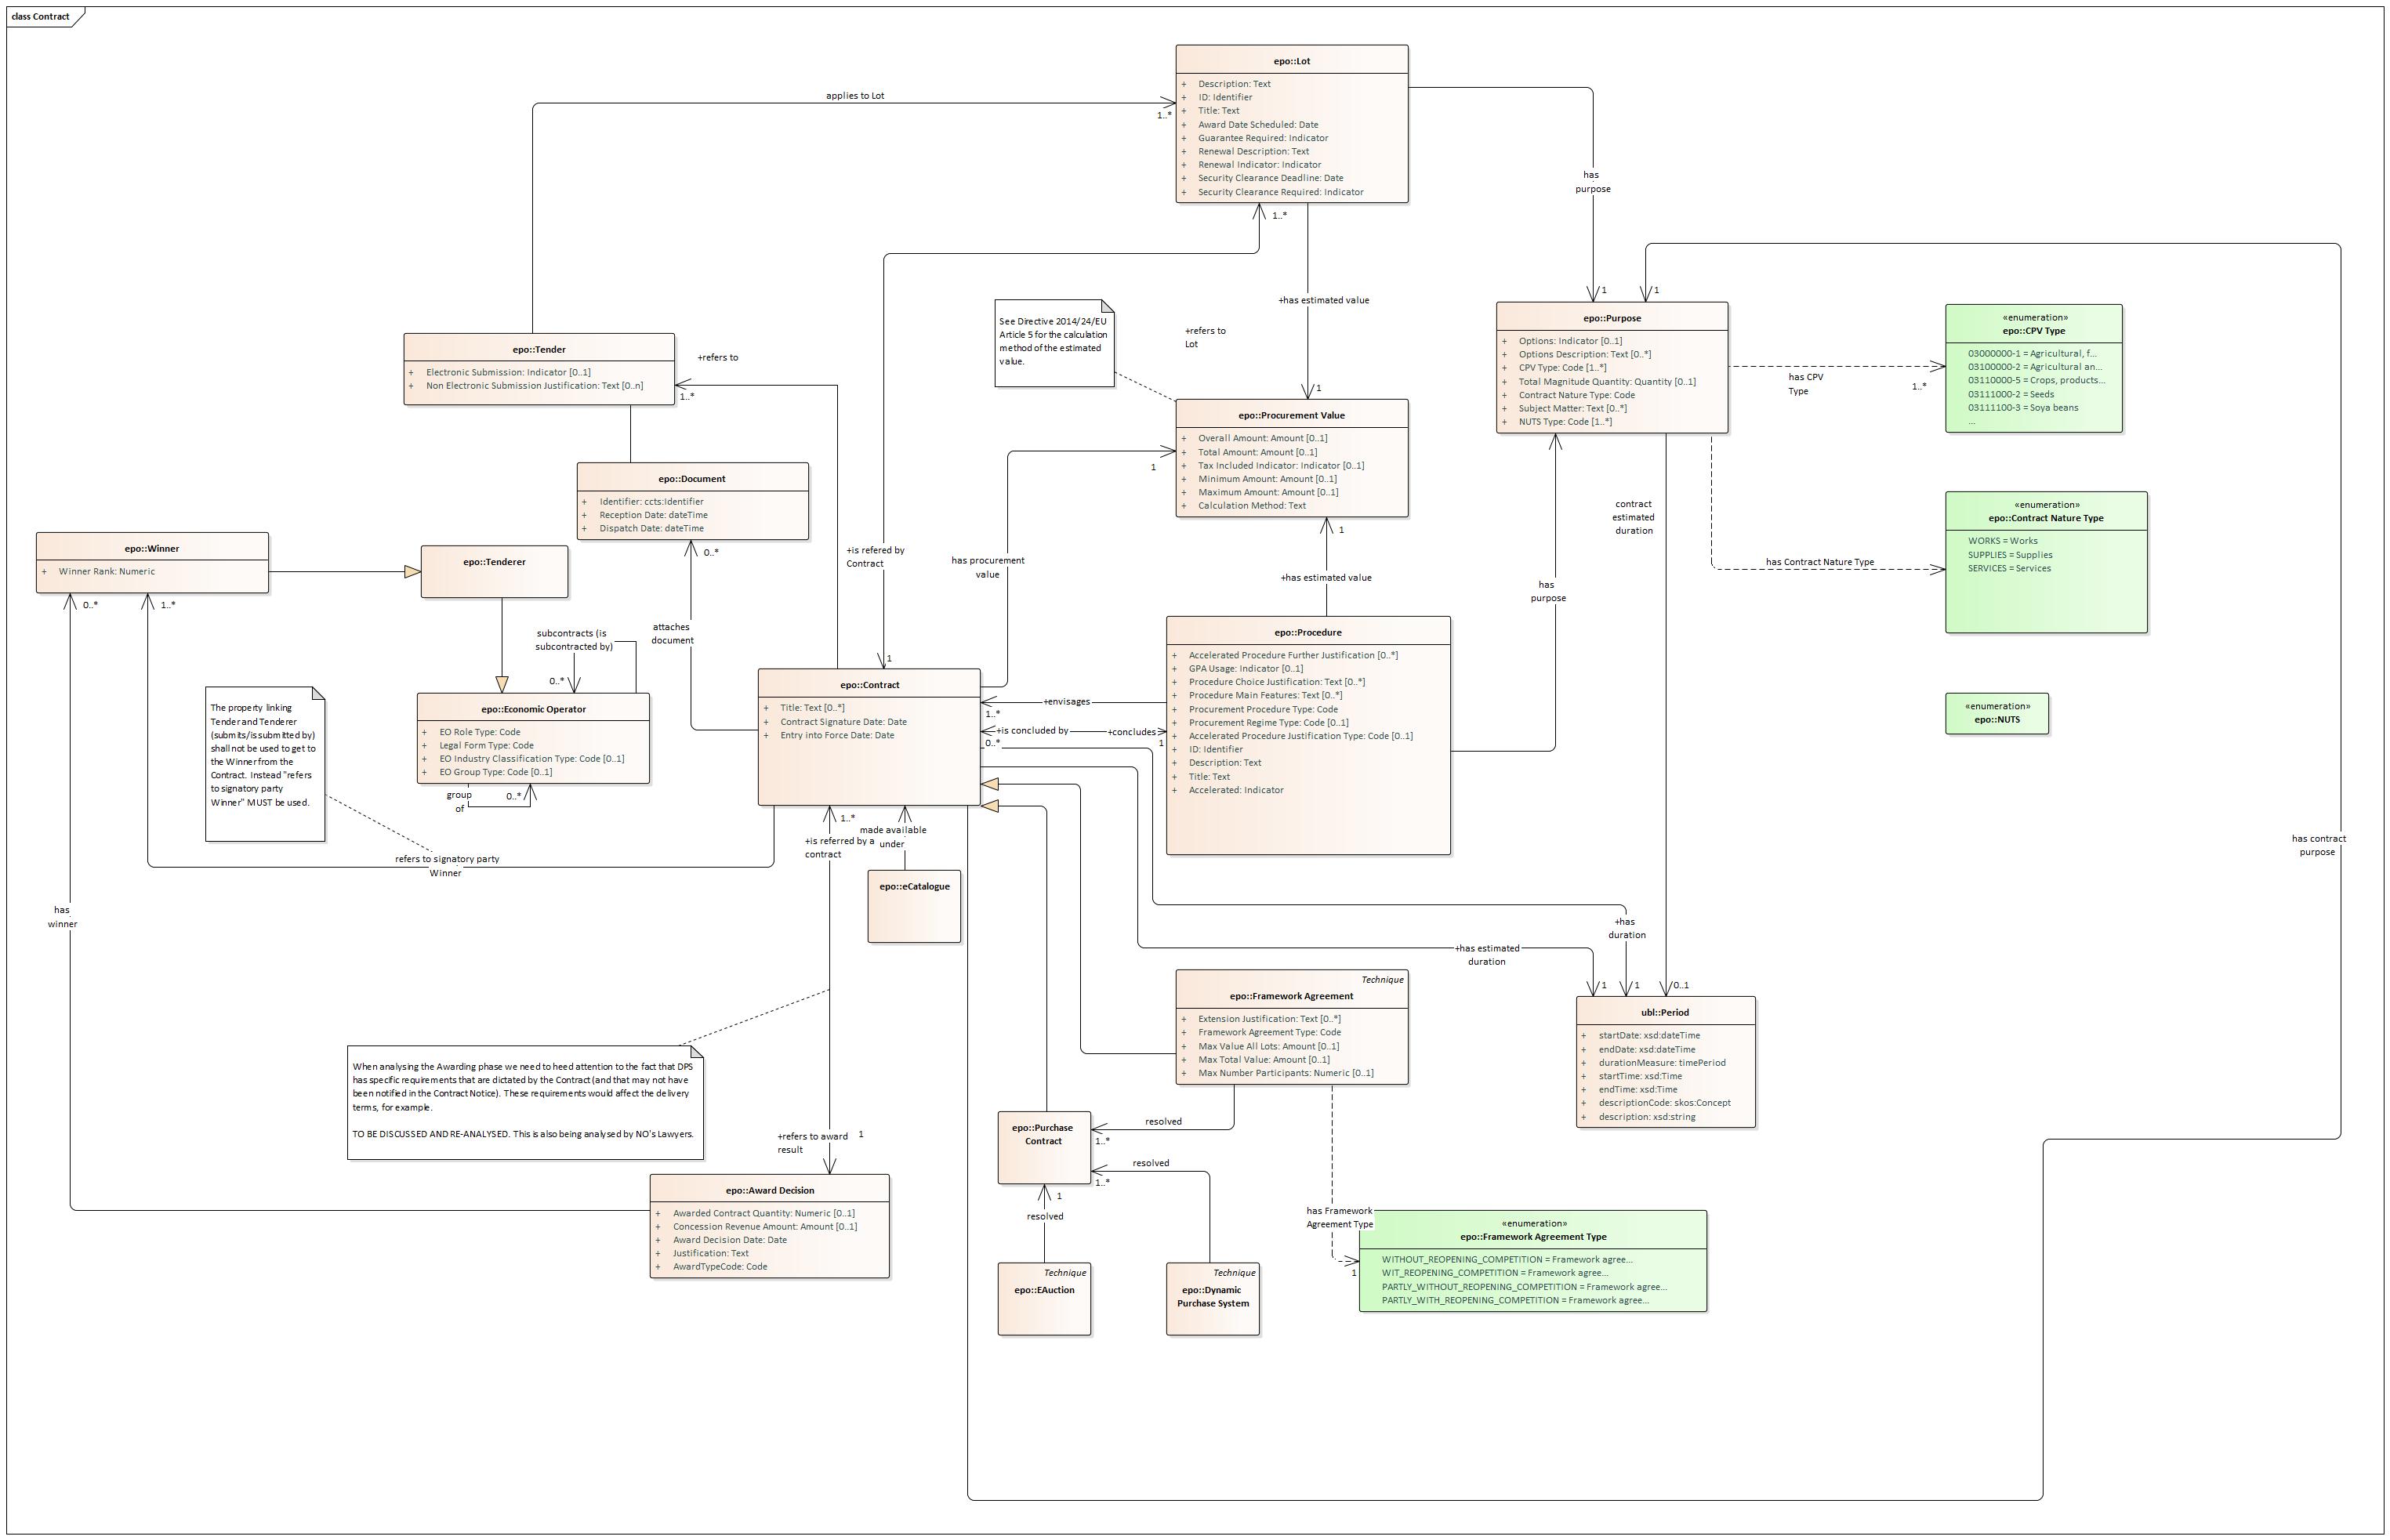 class Contract
epo::Lot
+ Description: Text
+ ID: Identifier
+ Title: Text
+ Award Date Scheduled: Date
+ Guarantee Required: Indicator
+ Renewal Description: Text
+ Renewal Indicator: Indicator
+ Security Clearance Deadline: Date
+ Security Clearance Required: Indicator
applies to Lot
1..*
has
purpose
1..*
+has estimated value
+refers to
Lot
1
See Directive 2014/24/EU
Article 5 for the calculation
method of the estimated
value.
1
1
epo::Purpose
+ Options: Indicator [0..1]
+ Options Description: Text [0..*]
+ CPV Type: Code [1..*]
+ Total Magnitude Quantity: Quantity [0..1]
+ Contract Nature Type: Code
+ Subject Matter: Text [0..*]
+ NUTS Type: Code [1..*]
has CPV
Type
1..*
«enumeration»
epo::CPV Type
03000000-1 = Agricultural, f...
03100000-2 = Agricultural an...
03110000-5 = Crops, products...
03111000-2 = Seeds
03111100-3 = Soya beans
...
epo::Tender
+ Electronic Submission: Indicator [0..1]
+ Non Electronic Submission Justification: Text [0..n]
+refers to
1..*
epo::Procurement Value
+ Overall Amount: Amount [0..1]
+ Total Amount: Amount [0..1]
+ Tax Included Indicator: Indicator [0..1]
+ Minimum Amount: Amount [0..1]
+ Maximum Amount: Amount [0..1]
+ Calculation Method: Text
1
1
+has estimated value
has procurement
value
epo::Document
+ Identifier: ccts:Identifier
+ Reception Date: dateTime
+ Dispatch Date: dateTime
0..*
attaches
document
+is refered by
Contract
1
contract
estimated
duration
has
purpose
has Contract Nature Type
«enumeration»
epo::Contract Nature Type
WORKS = Works
SUPPLIES = Supplies
SERVICES = Services
«enumeration»
epo::NUTS
epo::Winner
+ Winner Rank: Numeric
0..*
1..*
epo::Tenderer
subcontracts (is
subcontracted by)
0..*
epo::Economic Operator
+ EO Role Type: Code
+ Legal Form Type: Code
+ EO Industry Classification Type: Code [0..1]
+ EO Group Type: Code [0..1]
group
of
0..*
The property linking
Tender and Tenderer
(submits/is submitted by)
shall not be used to get to
the Winner from the
Contract. Instead "refers
to signatory party
Winner" MUST be used.
refers to signatory party
Winner
has
winner
epo::Contract
+ Title: Text [0..*]
+ Contract Signature Date: Date
+ Entry into Force Date: Date
+envisages
1..*
+is concluded by
0..*
+concludes
1
epo::Procedure
+ Accelerated Procedure Further Justification [0..*]
+ GPA Usage: Indicator [0..1]
+ Procedure Choice Justification: Text [0..*]
+ Procedure Main Features: Text [0..*]
+ Procurement Procedure Type: Code
+ Procurement Regime Type: Code [0..1]
+ Accelerated Procedure Justification Type: Code [0..1]
+ ID: Identifier
+ Description: Text
+ Title: Text
+ Accelerated: Indicator
has contract
purpose
1..*
+is referred by a
contract
made available
under
epo::eCatalogue
+has
duration
+has estimated
duration
1
1
0..1
ubl::Period
+ startDate: xsd:dateTime
+ endDate: xsd:dateTime
+ durationMeasure: timePeriod
+ startTime: xsd:Time
+ endTime: xsd:Time
+ descriptionCode: skos:Concept
+ description: xsd:string
Technique
epo::Framework Agreement
+ Extension Justification: Text [0..*]
+ Framework Agreement Type: Code
+ Max Value All Lots: Amount [0..1]
+ Max Total Value: Amount [0..1]
+ Max Number Participants: Numeric [0..1]
When analysing the Awarding phase we need to heed attention to the fact that DPS
has specific requirements that are dictated by the Contract (and that may not have
been notified in the Contract Notice). These requirements would affect the delivery
terms, for example.
TO BE DISCUSSED AND RE-ANALYSED. This is also being analysed by NO's Lawyers.
+refers to award
result
1
epo::Award Decision
+ Awarded Contract Quantity: Numeric [0..1]
+ Concession Revenue Amount: Amount [0..1]
+ Award Decision Date: Date
+ Justification: Text
+ AwardTypeCode: Code
epo::Purchase
Contract
resolved
1..*
resolved
1..*
1
resolved
Technique
epo::EAuction
Technique
epo::Dynamic
Purchase System
has Framework
Agreement Type
1
«enumeration»
epo::Framework Agreement Type
WITHOUT_REOPENING_COMPETITION = Framework agree...
WIT_REOPENING_COMPETITION = Framework agree...
PARTLY_WITHOUT_REOPENING_COMPETITION = Framework agree...
PARTLY_WITH_REOPENING_COMPETITION = Framework agree...